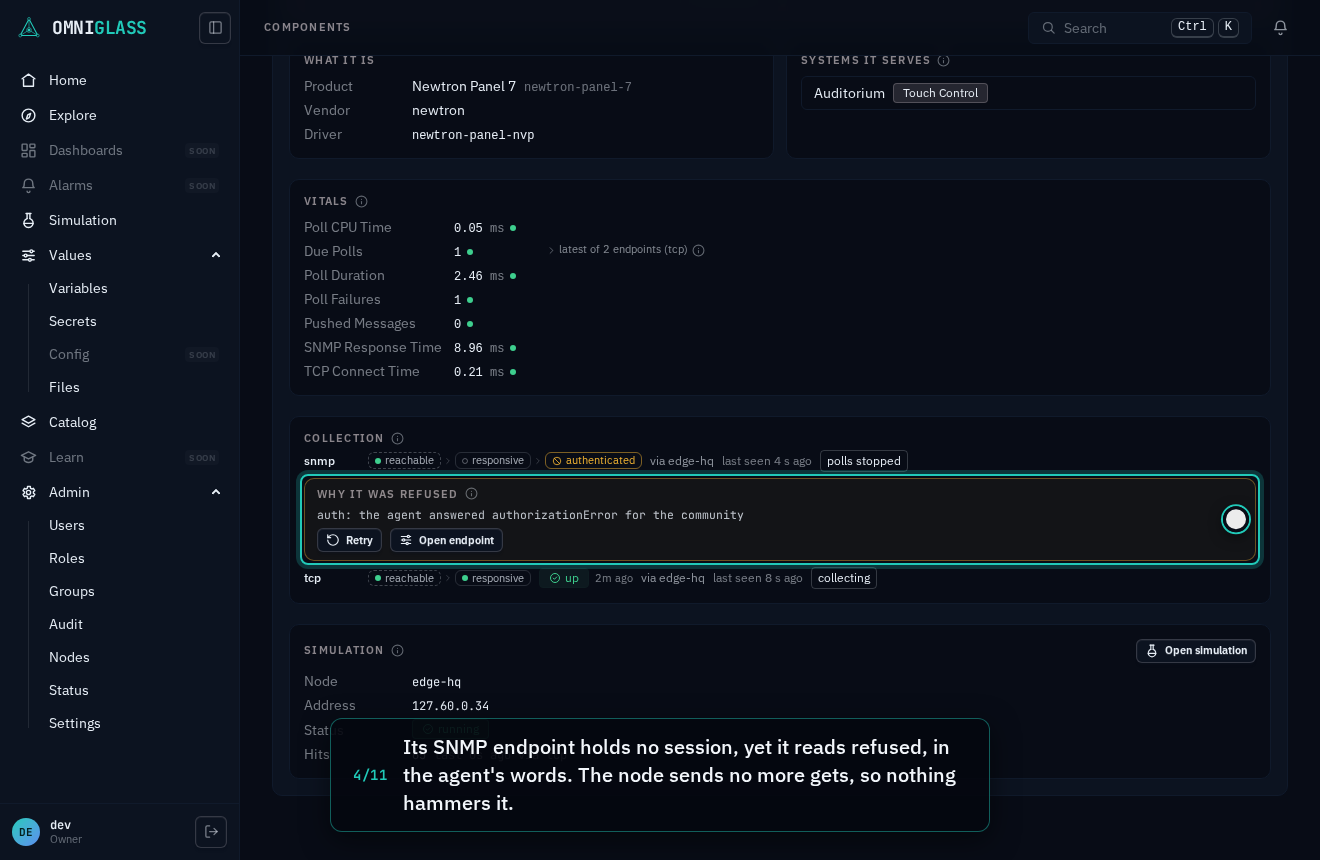 OMNIGLASS
COMPONENTS
Search
Ctrl
K
Home
Explore
Dashboards
SOON
Alarms
SOON
Simulation
Values
Variables
Secrets
Config
SOON
Files
Catalog
Learn
SOON
Admin
Users
Roles
Groups
Audit
Nodes
Status
Settings
DE
dev
Owner
WHAT IT IS
Product Newtron Panel 7 newtron-panel-7
Vendor newtron
Driver newtron-panel-nvp
SYSTEMS IT SERVES
Auditorium Touch Control
VITALS
Poll CPU Time 0.05 ms
Due Polls 1
latest of 2 endpoints (tcp)
Poll Duration 2.46 ms
Poll Failures 1
Pushed Messages 0
SNMP Response Time 8.96 ms
TCP Connect Time 0.21 ms
COLLECTION
snmp reachable responsive authenticated via edge-hq last seen 4 s ago polls stopped
WHY IT WAS REFUSED
auth: the agent answered authorizationError for the community
Retry
Open endpoint
tcp reachable responsive up 2m ago via edge-hq last seen 8 s ago collecting
SIMULATION
Open simulation
Node edge-hq
Address 127.60.0.34
Status running
Hits
4/11
Its SNMP endpoint holds no session, yet it reads refused, in
the agent's words. The node sends no more gets, so nothing
hammers it.